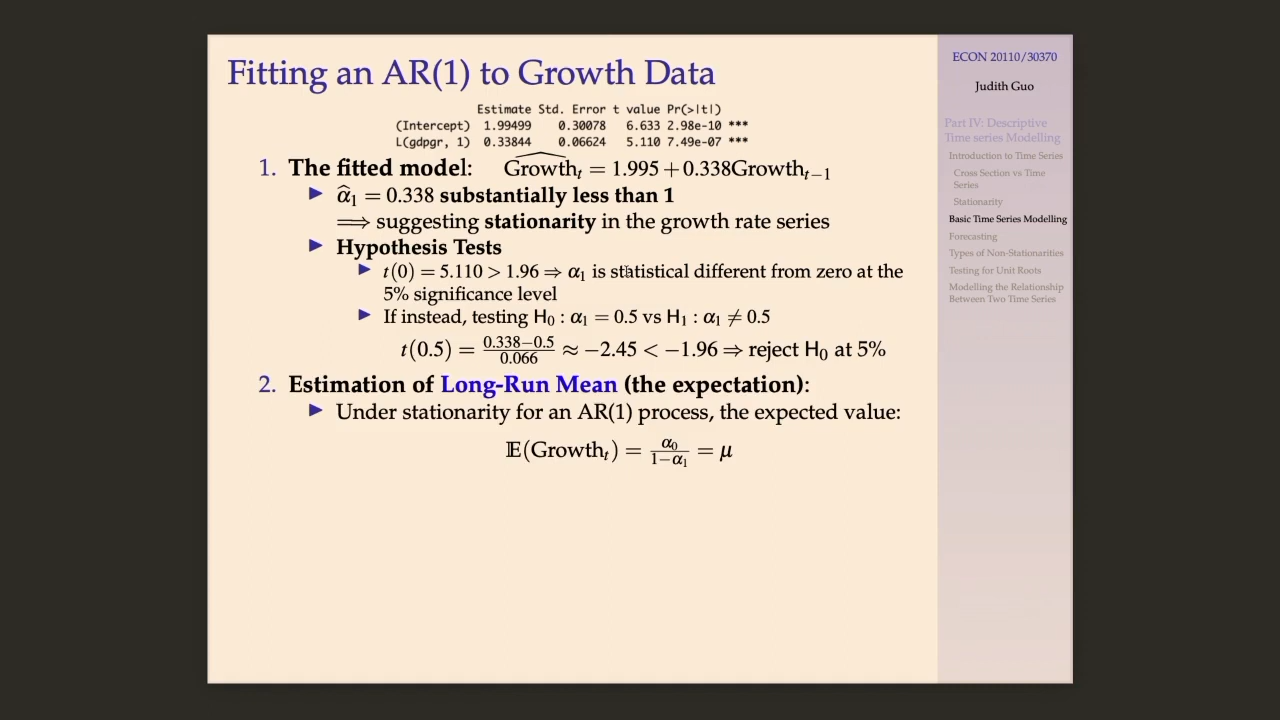 Fitting an AR(1) to Growth Data
Estimate Std. Error t value Pr(>|t|)
(Intercept) 1.99499 0.30078 6.633 2.98e-10 ***
L(gdpgr, 1) 0.33844 0.06624 5.110 7.49e-07 ***
1. The fitted model: \widehat{Growth}_t = 1.995 + 0.338Growth_{t−1}
▶ α̂₁ = 0.338 substantially less than 1
⟹ suggesting stationarity in the growth rate series
▶ Hypothesis Tests
▶ t(0) = 5.110 > 1.96 ⇒ α₁ is statistical different from zero at the
5% significance level
▶ If instead, testing H₀ : α₁ = 0.5 vs H₁ : α₁ ≠ 0.5
t(0.5) = \frac{0.338−0.5}{0.066} ≈ −2.45 < −1.96 ⇒ reject H₀ at 5%
2. Estimation of Long-Run Mean (the expectation):
▶ Under stationarity for an AR(1) process, the expected value:
𝔼(Growth_t) = \frac{α₀}{1−α₁} = μ
ECON 20110/30370
Judith Guo
Part IV: Descriptive
Time series Modelling
Introduction to Time Series
Cross Section vs Time
Series
Stationarity
Basic Time Series Modelling
Forecasting
Types of Non-Stationarities
Testing for Unit Roots
Modelling the Relationship
Between Two Time Series